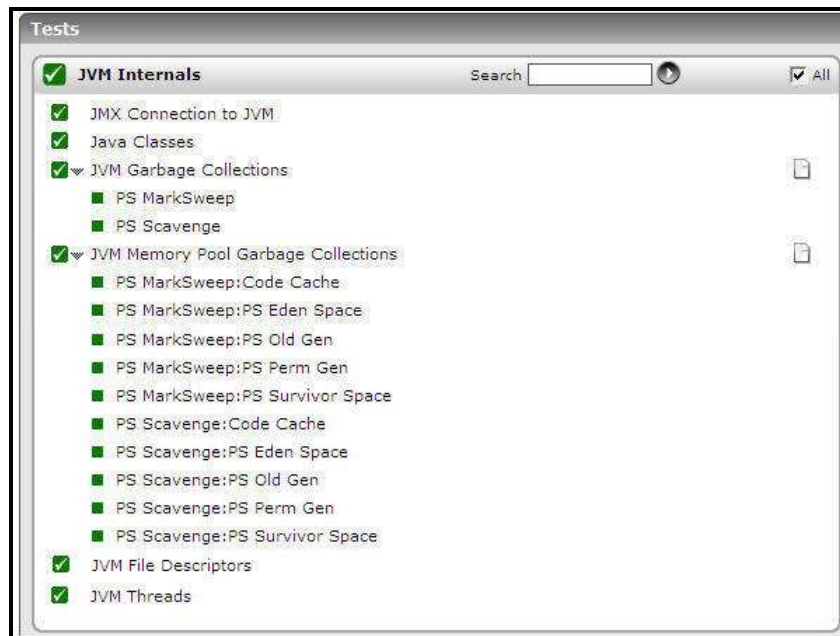 Tests
JVM Internals Search All
JMX Connection to JVM
Java Classes
JVM Garbage Collections
PS MarkSweep
PS Scavenge
JVM Memory Pool Garbage Collections
PS MarkSweep:Code Cache
PS MarkSweep:PS Eden Space
PS MarkSweep:PS Old Gen
PS MarkSweep:PS Perm Gen
PS MarkSweep:PS Survivor Space
PS Scavenge:Code Cache
PS Scavenge:PS Eden Space
PS Scavenge:PS Old Gen
PS Scavenge:PS Perm Gen
PS Scavenge:PS Survivor Space
JVM File Descriptors
JVM Threads